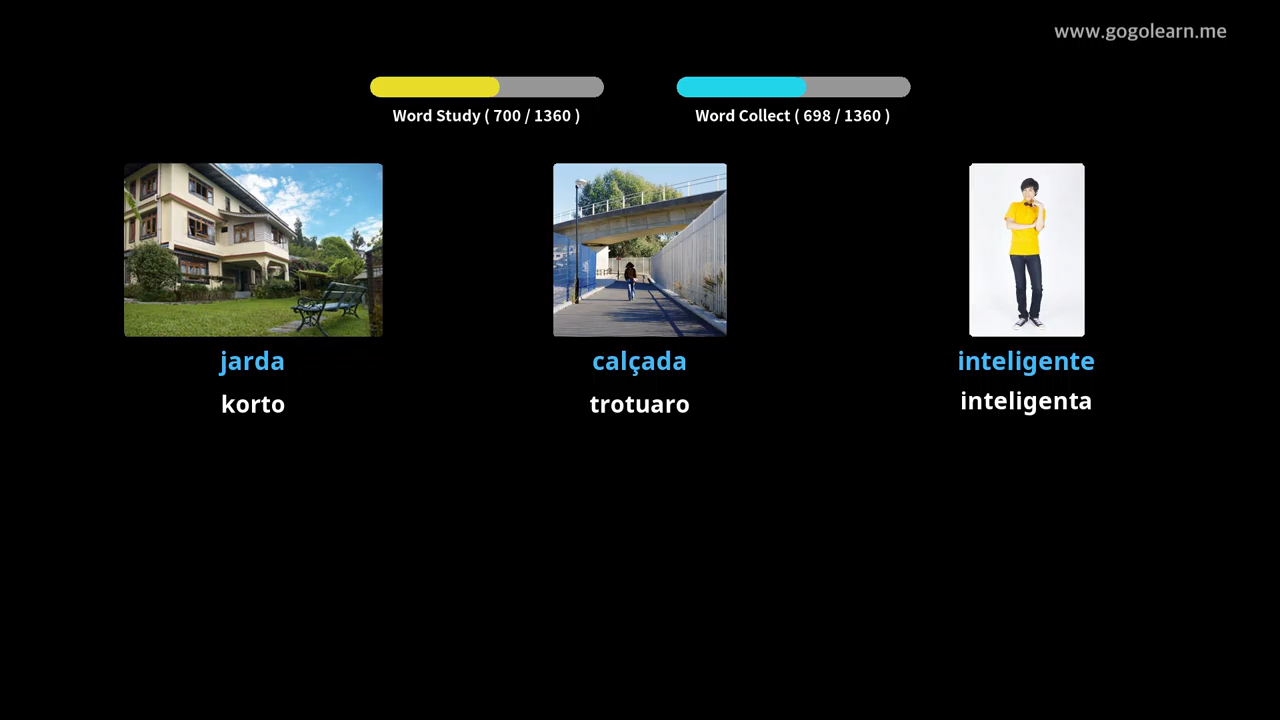 www.gogolearn.me
Word Study ( 700 / 1360 )
Word Collect ( 698 / 1360 )
jarda
korto
calçada
trotuaro
inteligente
inteligenta